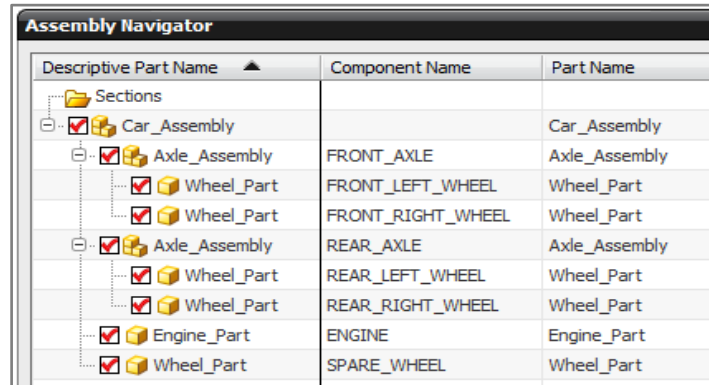 Assembly Navigator
Descriptive Part Name Component Name Part Name
Sections
Car_Assembly Car_Assembly
Axle_Assembly FRONT_AXLE Axle_Assembly
Wheel_Part FRONT_LEFT_WHEEL Wheel_Part
Wheel_Part FRONT_RIGHT_WHEEL Wheel_Part
Axle_Assembly REAR_AXLE Axle_Assembly
Wheel_Part REAR_LEFT_WHEEL Wheel_Part
Wheel_Part REAR_RIGHT_WHEEL Wheel_Part
Engine_Part ENGINE Engine_Part
Wheel_Part SPARE_WHEEL Wheel_Part